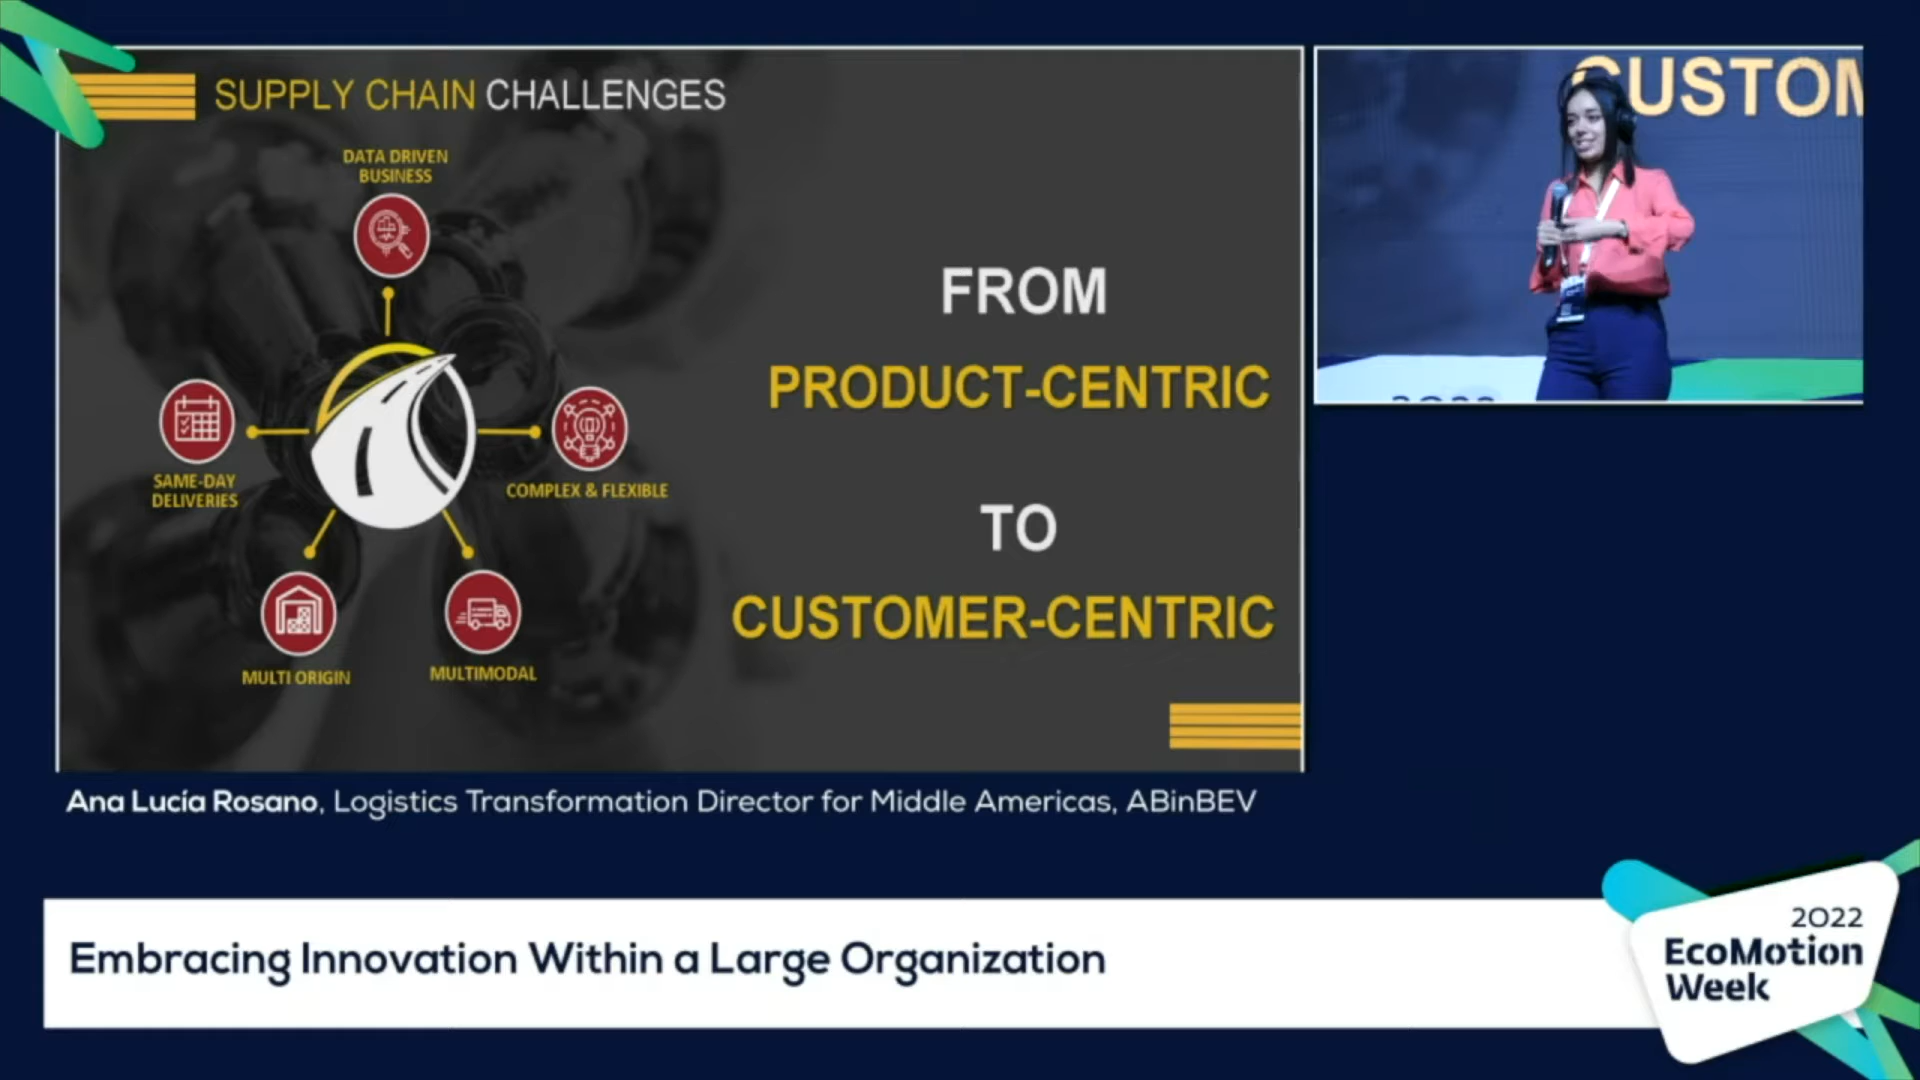 SUPPLY CHAIN CHALLENGES
DATA DRIVEN
BUSINESS
SAME-DAY
DELIVERIES
COMPLEX & FLEXIBLE
MULTI ORIGIN
MULTIMODAL
FROM
PRODUCT-CENTRIC
TO
CUSTOMER-CENTRIC
CUSTOM
2022
Ana Lucía Rosano, Logistics Transformation Director for Middle Americas, ABinBEV
Embracing Innovation Within a Large Organization
2022
EcoMotion
Week